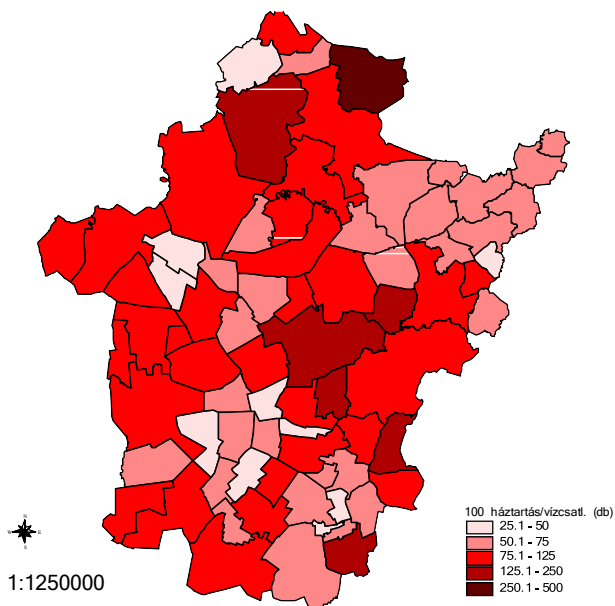 N
W E
S
1:1250000
100 háztartás/vízcsatl. (db)
25.1 - 50
50.1 - 75
75.1 - 125
125.1 - 250
250.1 - 500